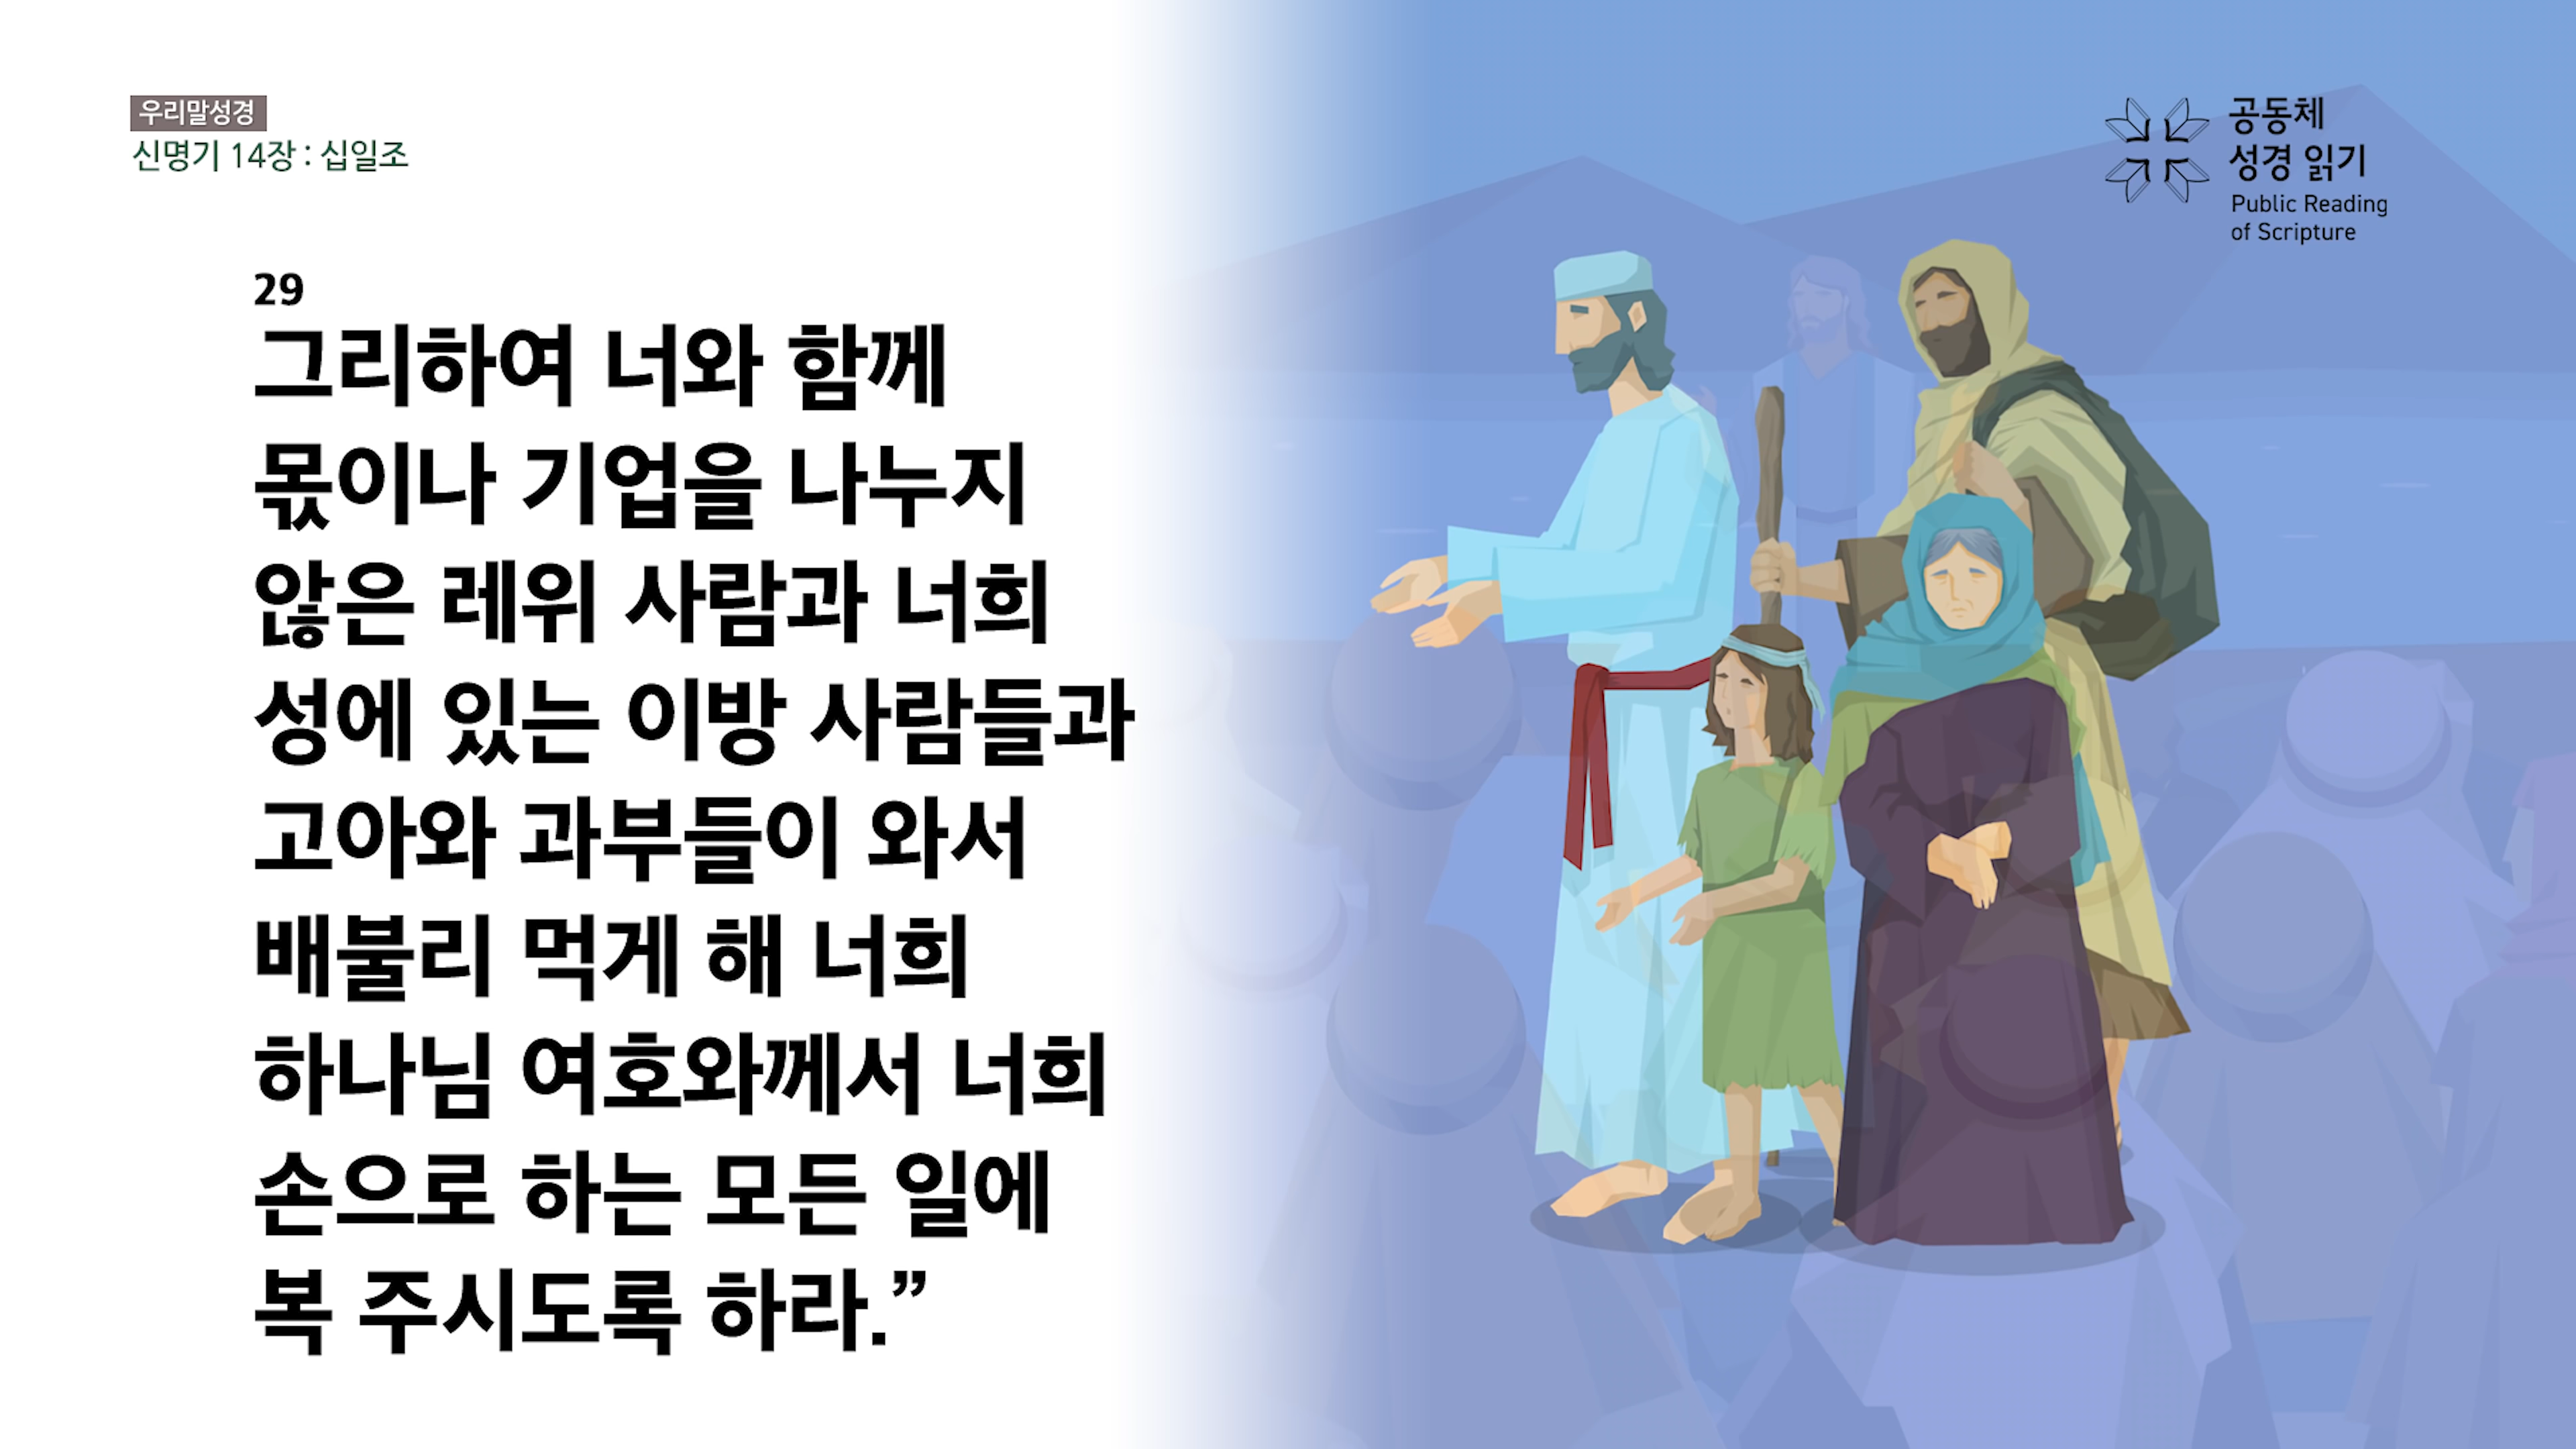 우리말성경
신명기 14장 : 십일조
공동체
성경 읽기
Public Reading
of Scripture
29
그리하여 너와 함께
몫이나 기업을 나누지
않은 레위 사람과 너희
성에 있는 이방 사람들과
고아와 과부들이 와서
배불리 먹게 해 너희
하나님 여호와께서 너희
손으로 하는 모든 일에
복 주시도록 하라.”